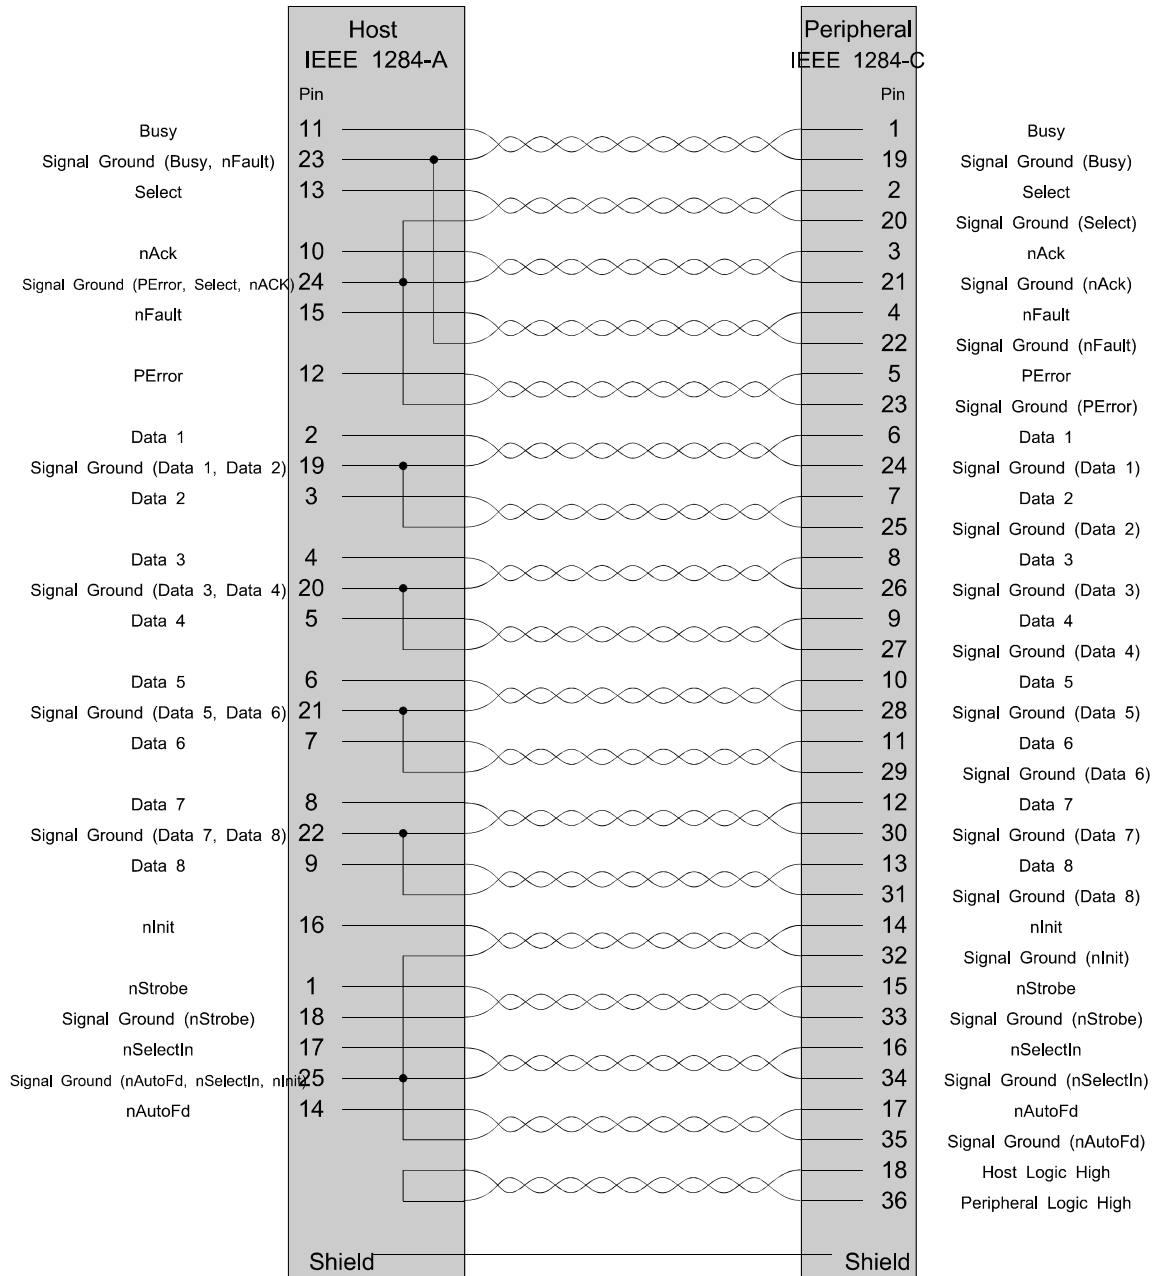 Host Peripheral
IEEE 1284-A IEEE 1284-C
Pin Pin
Busy 11 1 Busy
Signal Ground (Busy, nFault) 23 19 Signal Ground (Busy)
Select 13 2 Select
20 Signal Ground (Select)
nAck 10 3 nAck
Signal Ground (PError, Select, nACK) 24 21 Signal Ground (nAck)
nFault 15 4 nFault
22 Signal Ground (nFault)
PError 12 5 PError
23 Signal Ground (PError)
Data 1 2 6 Data 1
Signal Ground (Data 1, Data 2) 19 24 Signal Ground (Data 1)
Data 2 3 7 Data 2
25 Signal Ground (Data 2)
Data 3 4 8 Data 3
Signal Ground (Data 3, Data 4) 20 26 Signal Ground (Data 3)
Data 4 5 9 Data 4
27 Signal Ground (Data 4)
Data 5 6 10 Data 5
Signal Ground (Data 5, Data 6) 21 28 Signal Ground (Data 5)
Data 6 7 11 Data 6
29 Signal Ground (Data 6)
Data 7 8 12 Data 7
Signal Ground (Data 7, Data 8) 22 30 Signal Ground (Data 7)
Data 8 9 13 Data 8
31 Signal Ground (Data 8)
nInit 16 14 nInit
32 Signal Ground (nInit)
nStrobe 1 15 nStrobe
Signal Ground (nStrobe) 18 33 Signal Ground (nStrobe)
nSelectIn 17 16 nSelectIn
Signal Ground (nAutoFd, nSelectIn, nInit) 25 34 Signal Ground (nSelectIn)
nAutoFd 14 17 nAutoFd
35 Signal Ground (nAutoFd)
18 Host Logic High
36 Peripheral Logic High
Shield Shield